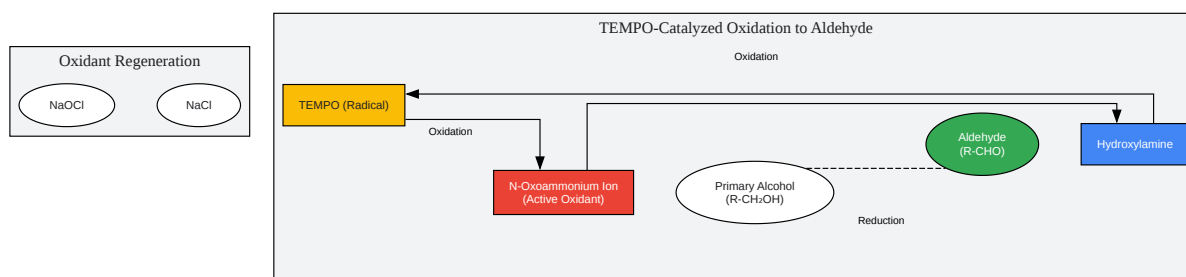 TEMPO-Catalyzed Oxidation to Aldehyde
Oxidation
Oxidant Regeneration
NaOCl
NaCl
TEMPO (Radical)
Oxidation
N-Oxoammonium Ion
(Active Oxidant)
Primary Alcohol
(R-CH₂OH)
Aldehyde
(R-CHO)
Reduction
Hydroxylamine